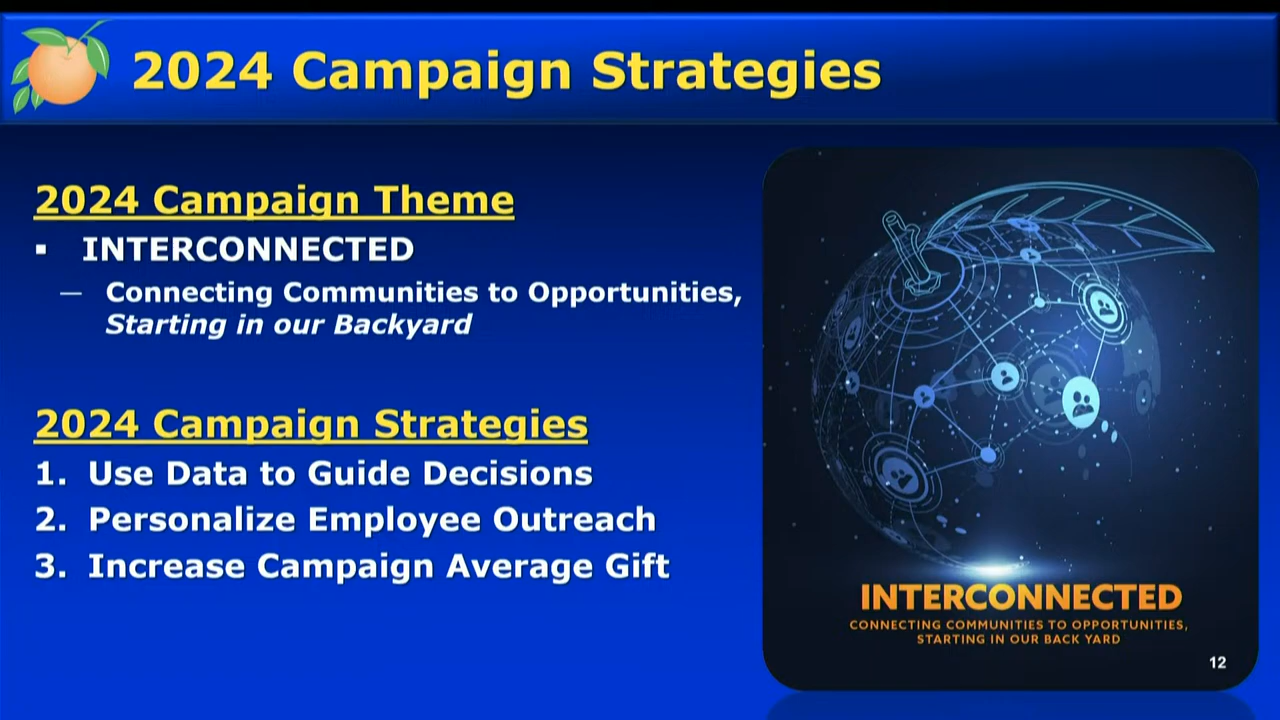 2024 Campaign Strategies
2024 Campaign Theme
▪ INTERCONNECTED
— Connecting Communities to Opportunities,
Starting in our Backyard
2024 Campaign Strategies
1. Use Data to Guide Decisions
2. Personalize Employee Outreach
3. Increase Campaign Average Gift
INTERCONNECTED
CONNECTING COMMUNITIES TO OPPORTUNITIES,
STARTING IN OUR BACK YARD
12